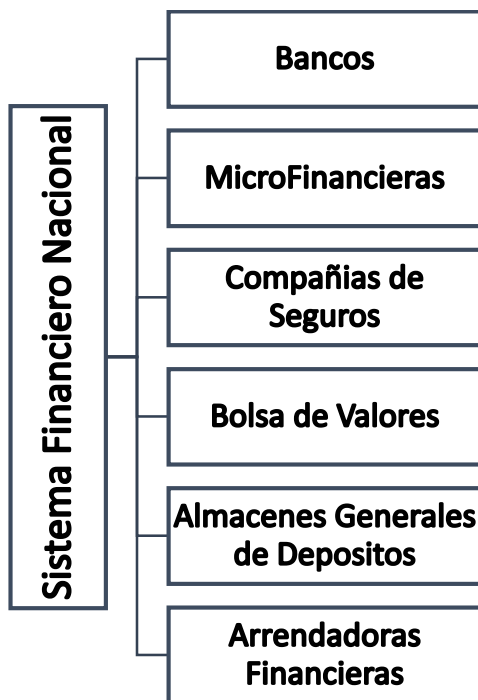 Sistema Financiero Nacional
Bancos
MicroFinancieras
Compañias de
Seguros
Bolsa de Valores
Almacenes Generales
de Depositos
Arrendadoras
Financieras